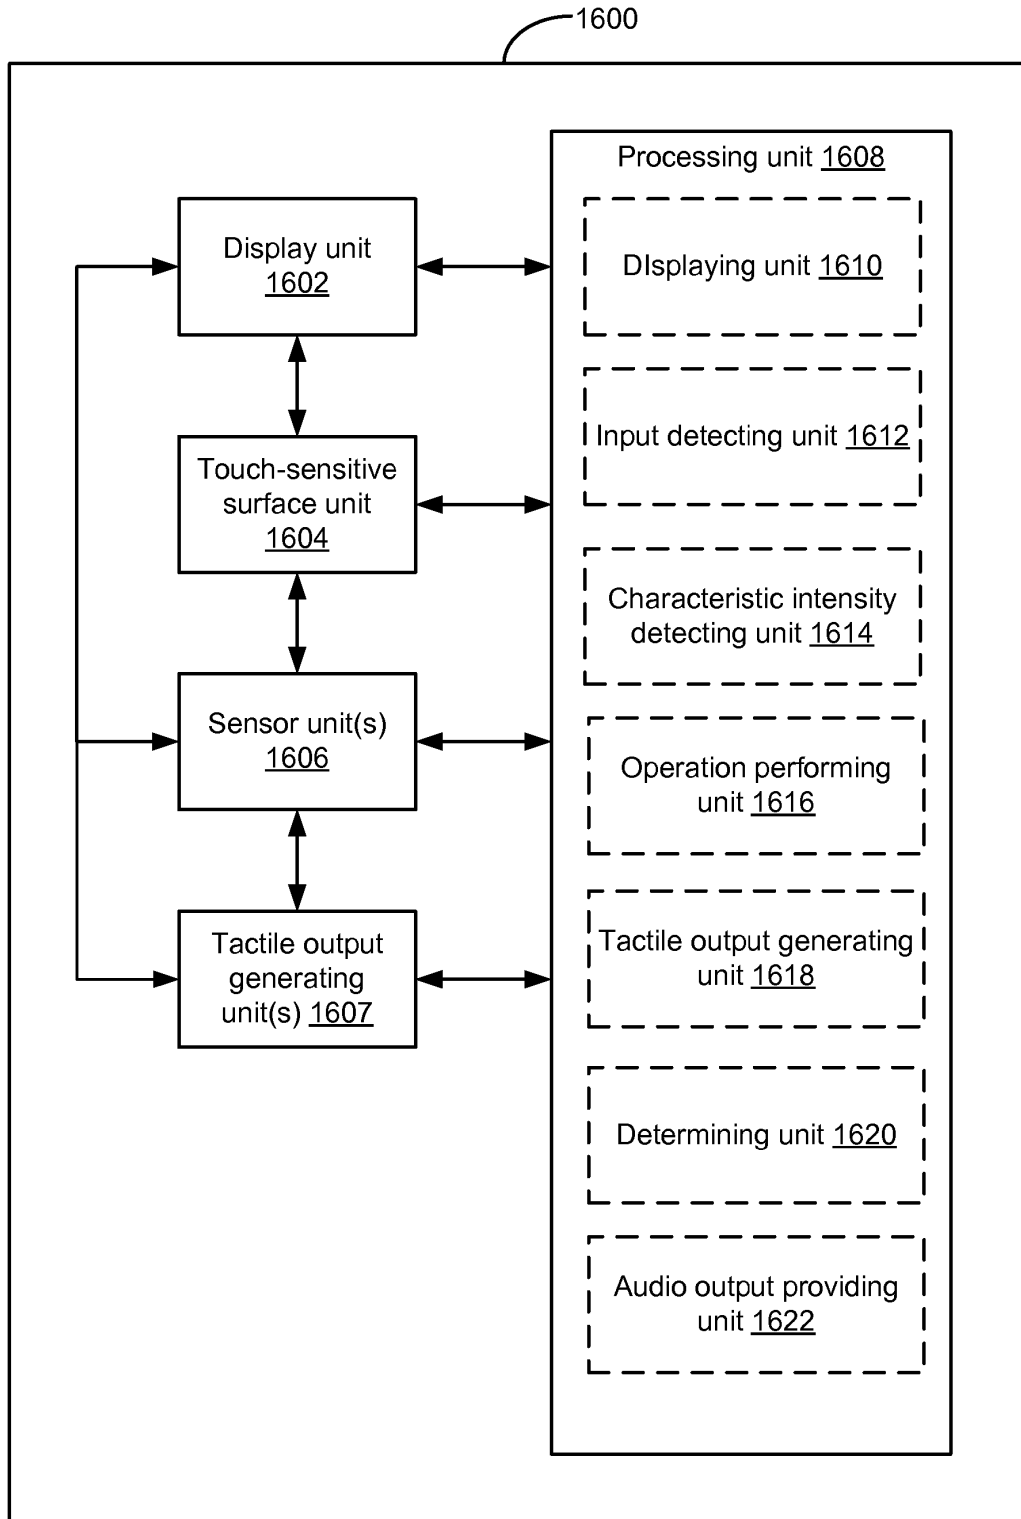 1600
Processing unit 1608
Display unit
1602
DIsplaying unit 1610
Touch-sensitive
surface unit
1604
Input detecting unit 1612
Characteristic intensity
detecting unit 1614
Sensor unit(s)
1606
Operation performing
unit 1616
Tactile output
generating
unit(s) 1607
Tactile output generating
unit 1618
Determining unit 1620
Audio output providing
unit 1622